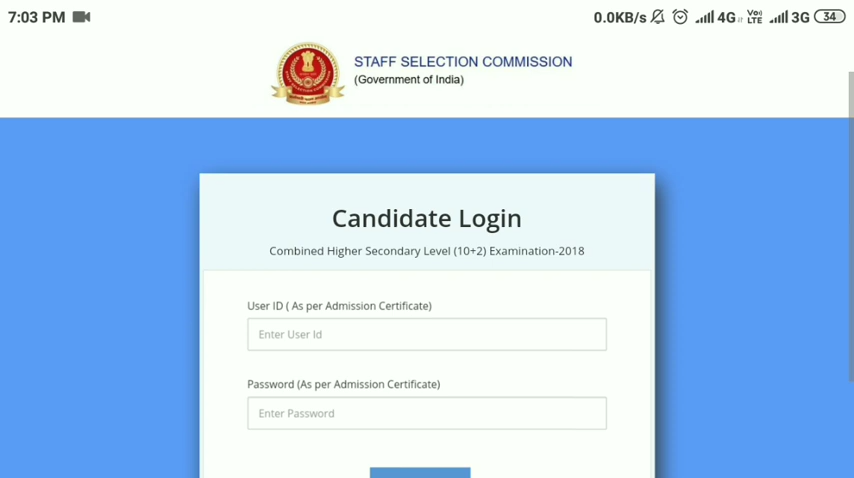 7:03 PM 0.0KB/s 4G Vo) LTE 3G 34
STAFF SELECTION COMMISSION
(Government of India)
Candidate Login
Combined Higher Secondary Level (10+2) Examination-2018
User ID ( As per Admission Certificate)
Enter User Id
Password (As per Admission Certificate)
Enter Password